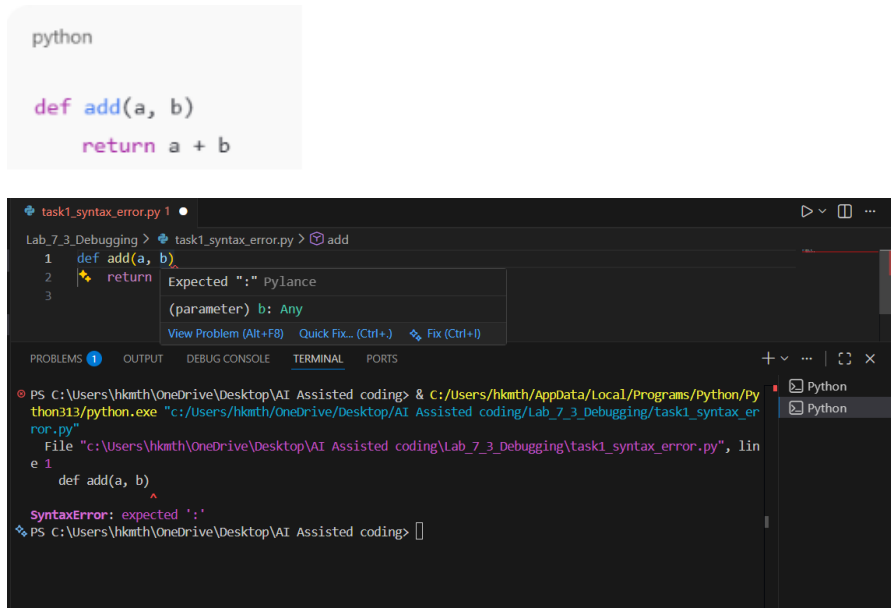 python
def add(a, b)
    return a + b
task1_syntax_error.py 1
Lab_7_3_Debugging > task1_syntax_error.py > add
1 def add(a, b)
2 return
3
Expected ":" Pylance
(parameter) b: Any
View Problem (Alt+F8) Quick Fix... (Ctrl+.) Fix (Ctrl+I)
PROBLEMS 1 OUTPUT DEBUG CONSOLE TERMINAL PORTS
PS C:\Users\hkmth\OneDrive\Desktop\AI Assisted coding> & C:/Users/hkmth/AppData/Local/Programs/Python/Py
thon313/python.exe "c:/Users/hkmth/OneDrive/Desktop/AI Assisted coding/Lab_7_3_Debugging/task1_syntax_er
ror.py"
  File "c:\Users\hkmth\OneDrive\Desktop\AI Assisted coding\Lab_7_3_Debugging\task1_syntax_error.py", lin
e 1
    def add(a, b)
                 ^
SyntaxError: expected ':'
PS C:\Users\hkmth\OneDrive\Desktop\AI Assisted coding>
Python
Python